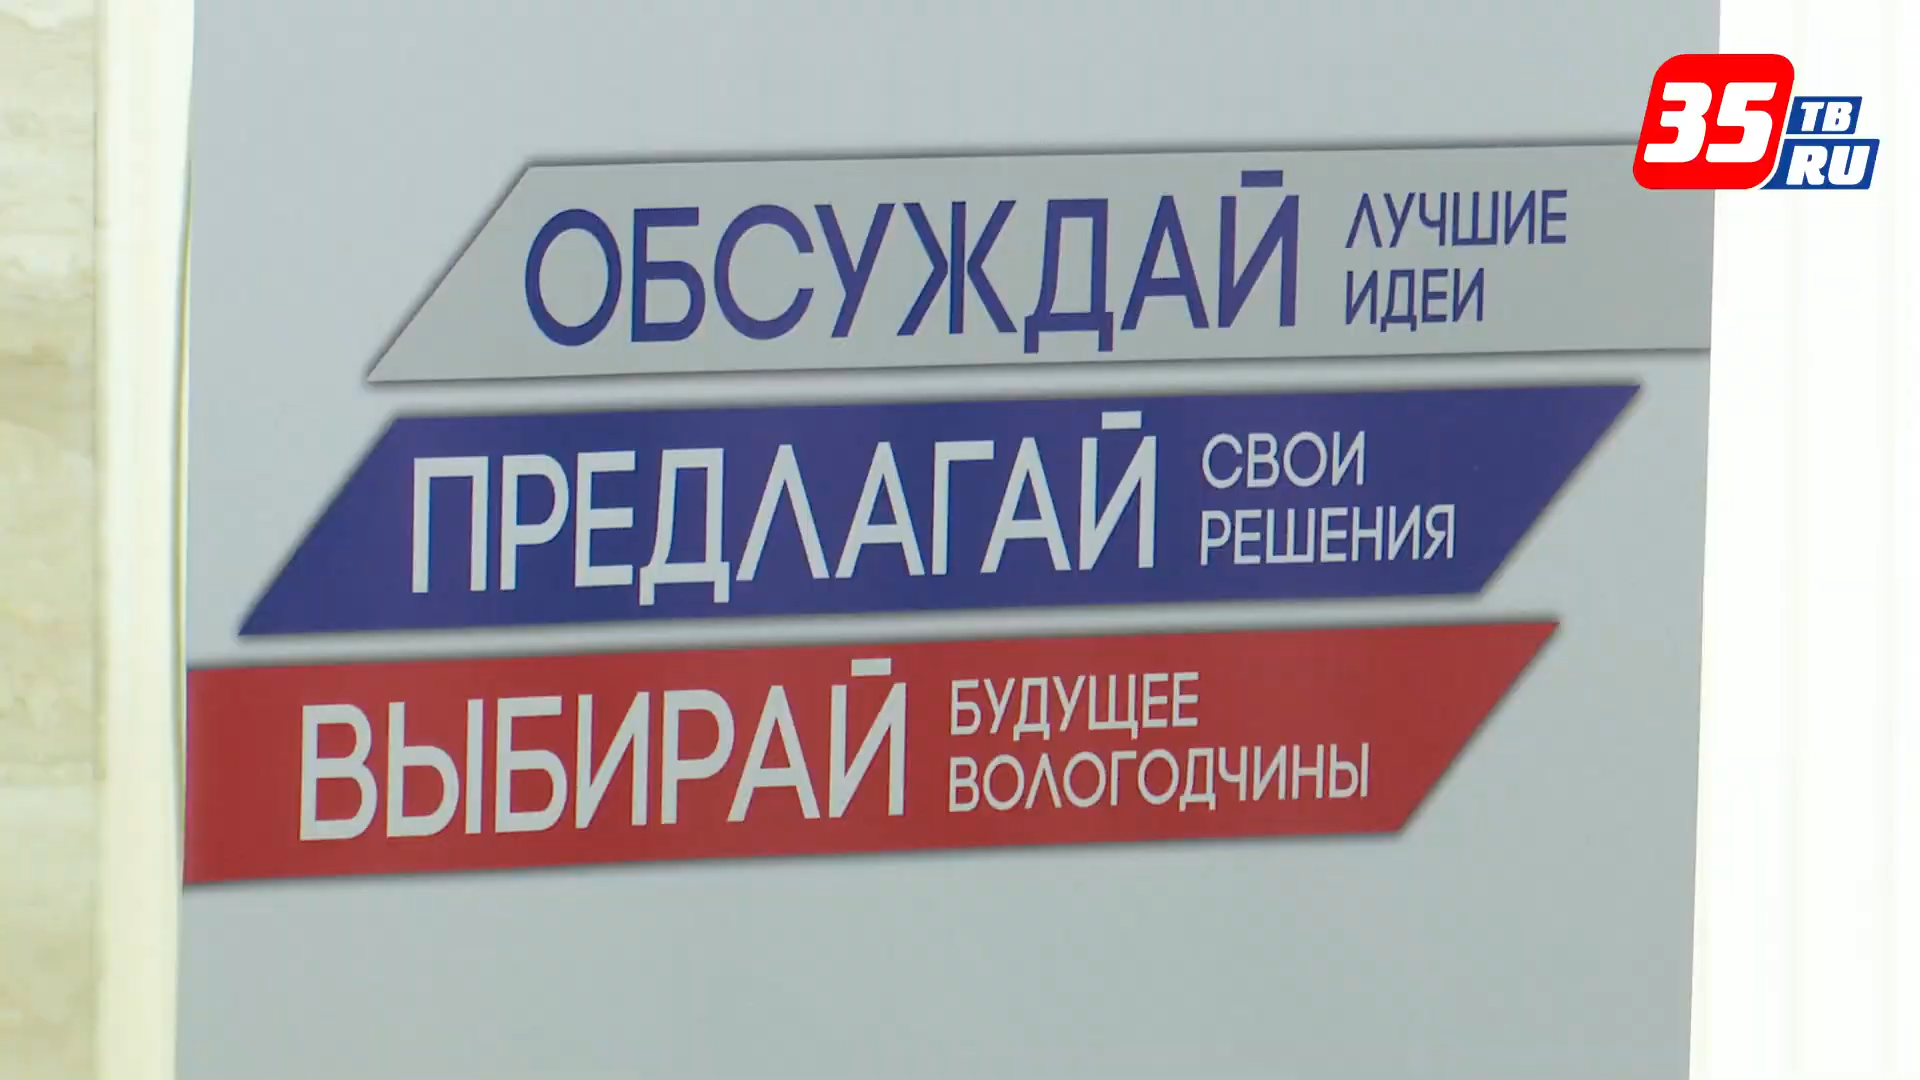 35 ТВ
RU
ОБСУЖДАЙ ЛУЧШИЕ
ИДЕИ
ПРЕДЛАГАЙ СВОИ
РЕШЕНИЯ
ВЫБИРАЙ БУДУЩЕЕ
ВОЛОГОДЧИНЫ